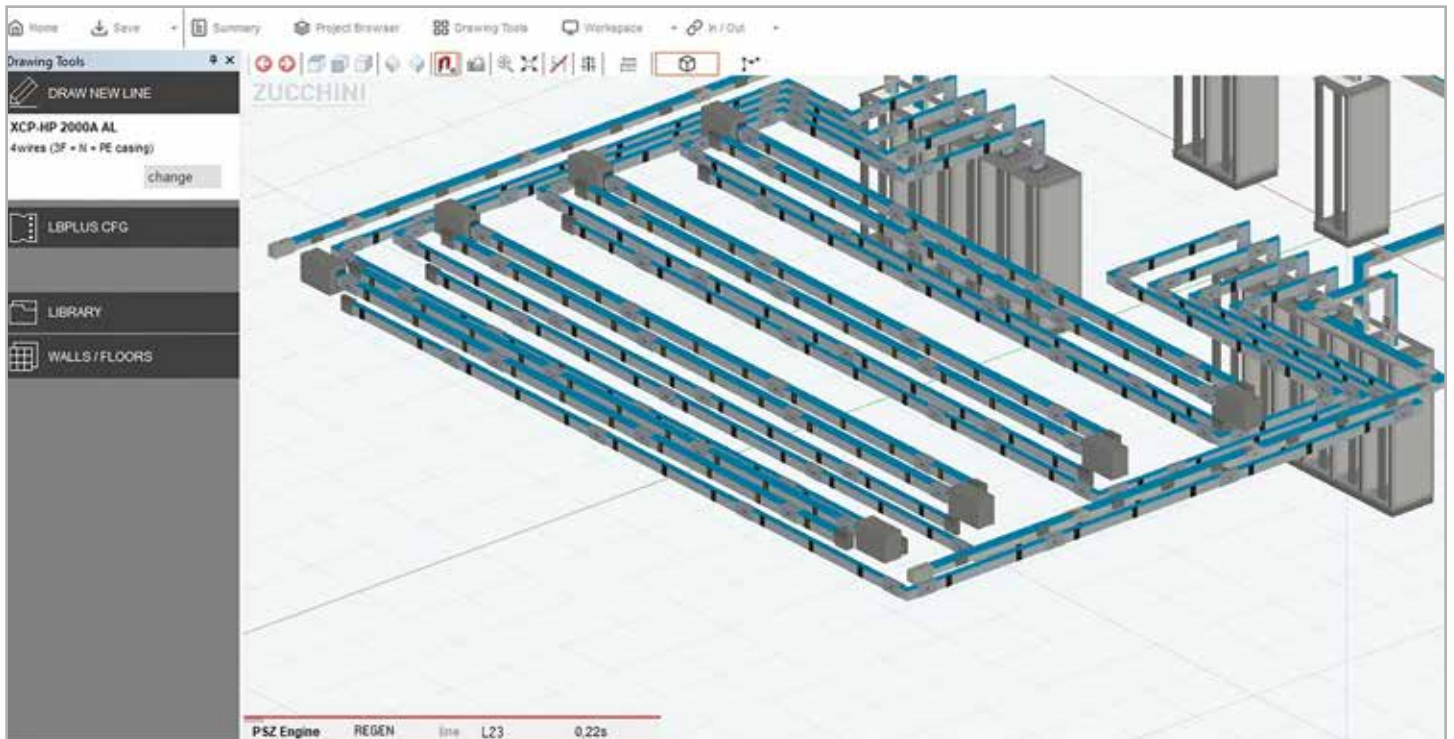 Home Save Summary Project Browser Drawing Tools Workspace In / Out
Drawing Tools
DRAW NEW LINE
ZUCCHINI
XCP-HP 2000A AL
4wires (3F + N + PE casing)
change
LBPLUS CFG
LIBRARY
WALLS / FLOORS
PSZ Engine REGEN line L23 0,22s